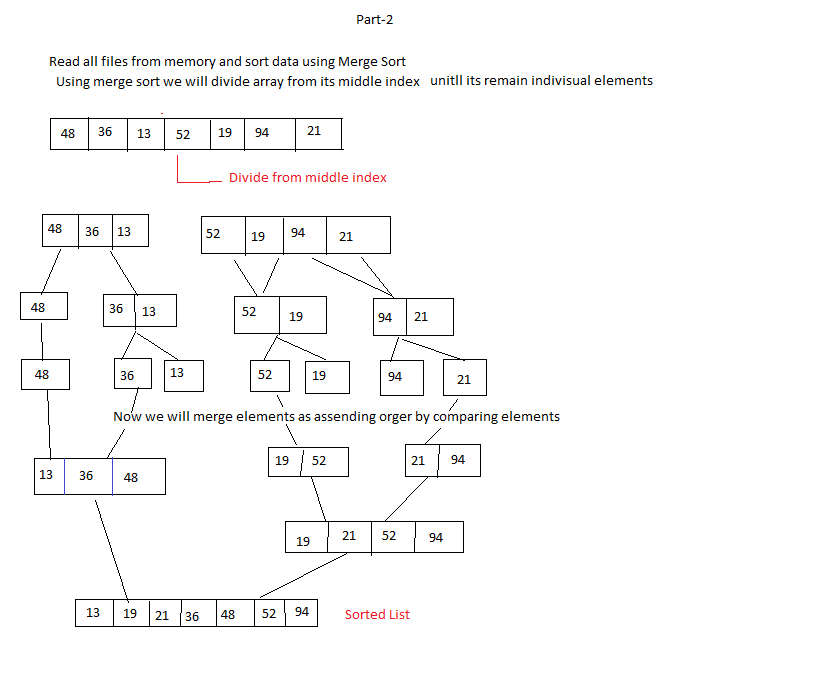 Part-2
Read all files from memory and sort data using Merge Sort
Using merge sort we will divide array from its middle index unitll its remain indivisual elements
48 36 13 52 19 94 21
Divide from middle index
48 36 13 52 19 94 21
48 36 13 52 19 94 21
48 36 13 52 19 94 21
Now we will merge elements as assending orger by comparing elements
19 52 21 94
13 36 48
19 21 52 94
13 19 21 36 48 52 94 Sorted List